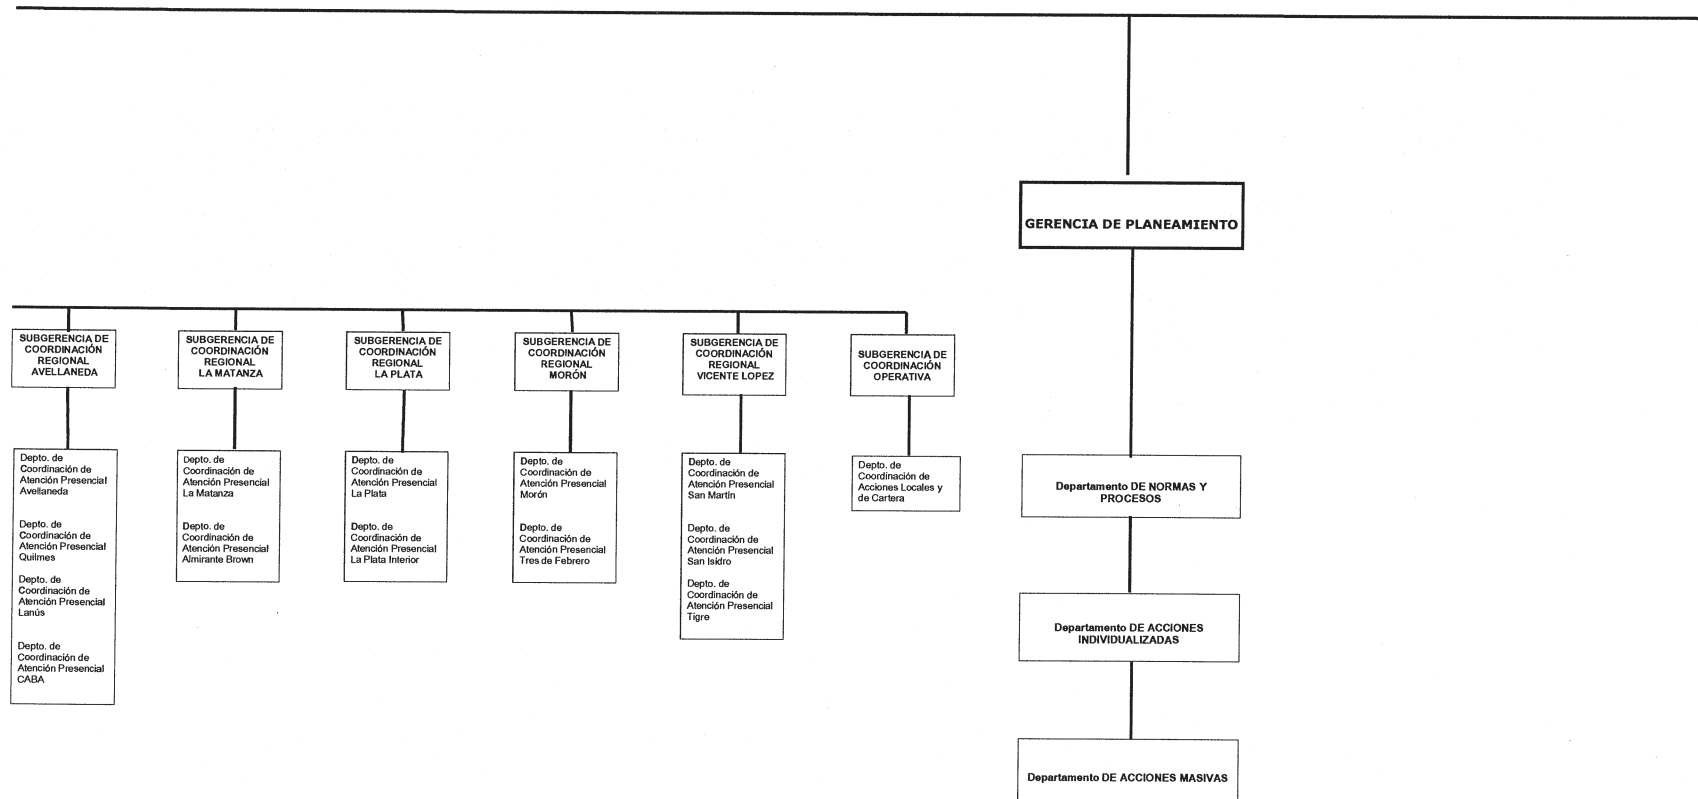 GERENCIA DE PLANEAMIENTO
SUBGERENCIA DE
COORDINACIÓN
REGIONAL
AVELLANEDA
SUBGERENCIA DE
COORDINACIÓN
REGIONAL
LA MATANZA
SUBGERENCIA DE
COORDINACIÓN
REGIONAL
LA PLATA
SUBGERENCIA DE
COORDINACIÓN
REGIONAL
MORÓN
SUBGERENCIA DE
COORDINACIÓN
REGIONAL
VICENTE LOPEZ
SUBGERENCIA DE
COORDINACIÓN
OPERATIVA
Depto. de
Coordinación de
Atención Presencial
Avellaneda
Depto. de
Coordinación de
Atención Presencial
Quilmes
Depto. de
Coordinación de
Atención Presencial
Lanús
Depto. de
Coordinación de
Atención Presencial
CABA
Depto. de
Coordinación de
Atención Presencial
La Matanza
Depto. de
Coordinación de
Atención Presencial
Almirante Brown
Depto. de
Coordinación de
Atención Presencial
La Plata
Depto. de
Coordinación de
Atención Presencial
La Plata Interior
Depto. de
Coordinación de
Atención Presencial
Morón
Depto. de
Coordinación de
Atención Presencial
Tres de Febrero
Depto. de
Coordinación de
Atención Presencial
San Martín
Depto. de
Coordinación de
Atención Presencial
San Isidro
Depto. de
Coordinación de
Atención Presencial
Tigre
Depto. de
Coordinación de
Acciones Locales y
de Cartera
Departamento DE NORMAS Y
PROCESOS
Departamento DE ACCIONES
INDIVIDUALIZADAS
Departamento DE ACCIONES MASIVAS